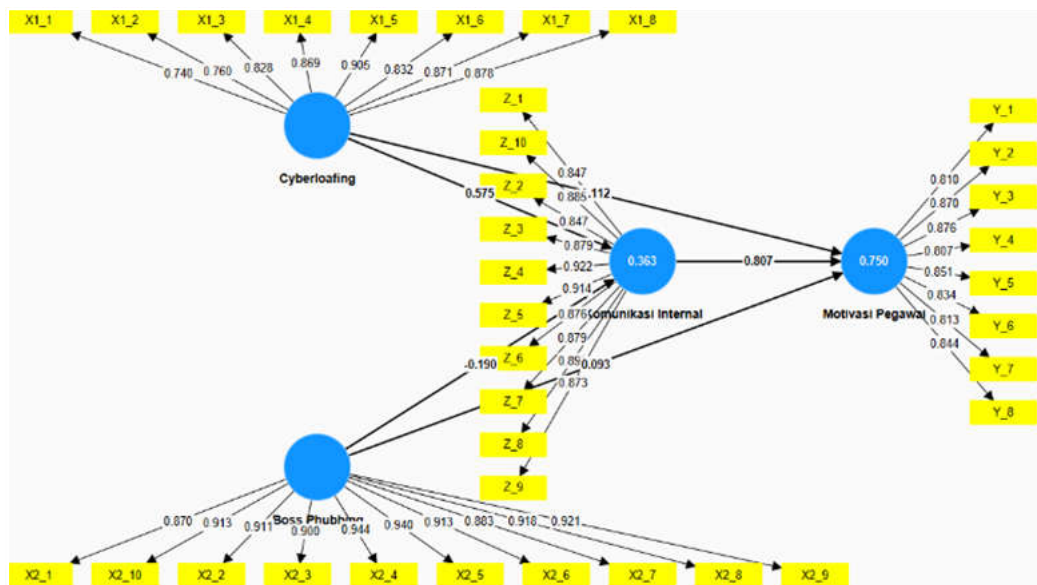 X1_1 X1_2 X1_3 X1_4 X1_5 X1_6 X1_7 X1_8
0.740 0.760 0.828 0.869 0.905 0.832 0.871 0.878
Cyberloafing
Z_1
Z_10
Z_2
Z_3
Z_4
Z_5
Z_6
Z_7
Z_8
Z_9
0.847
0.885
0.847
0.879
0.922
0.914
0.876
0.879
0.873
0.575
0.807
-0.190
0.093
0.363
omunikasi Internal
0.750
Motivasi Pegawai
Y_1
Y_2
Y_3
Y_4
Y_5
Y_6
Y_7
Y_8
0.810
0.870
0.876
0.807
0.851
0.834
0.813
0.844
Boss Phubbing
0.870 0.913 0.911 0.900 0.944 0.940 0.913 0.883 0.918 0.921
X2_1 X2_10 X2_2 X2_3 X2_4 X2_5 X2_6 X2_7 X2_8 X2_9